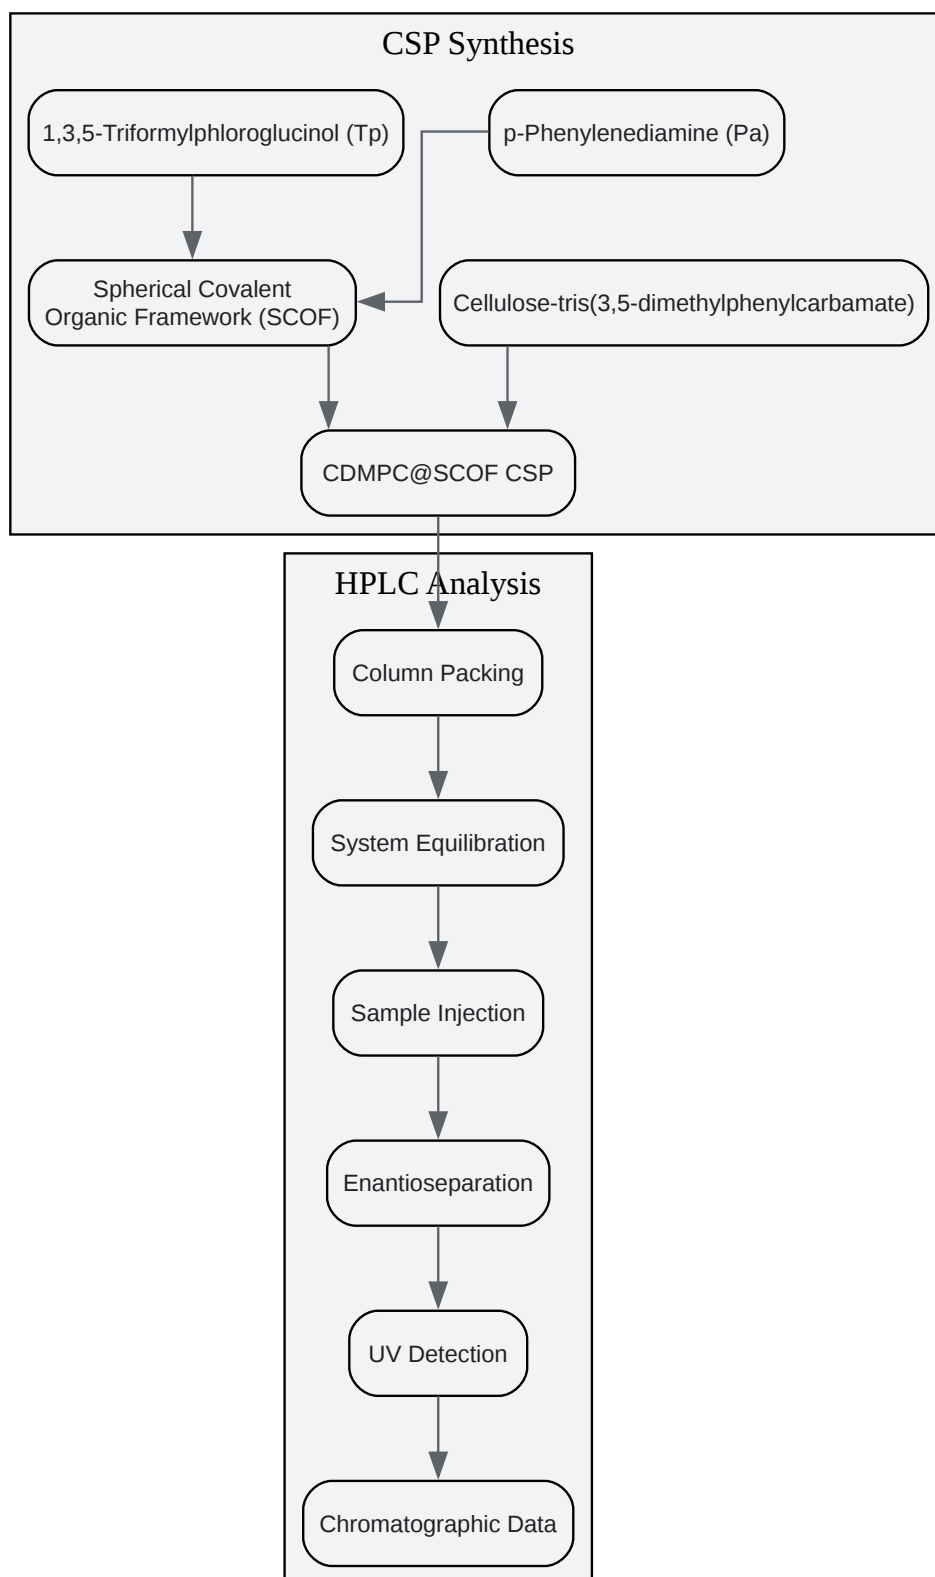 CSP Synthesis
1,3,5-Triformylphloroglucinol (Tp)
p-Phenylenediamine (Pa)
Spherical Covalent
Organic Framework (SCOF)
Cellulose-tris(3,5-dimethylphenylcarbamate)
CDMPC@SCOF CSP
HPLC Analysis
Column Packing
System Equilibration
Sample Injection
Enantioseparation
UV Detection
Chromatographic Data